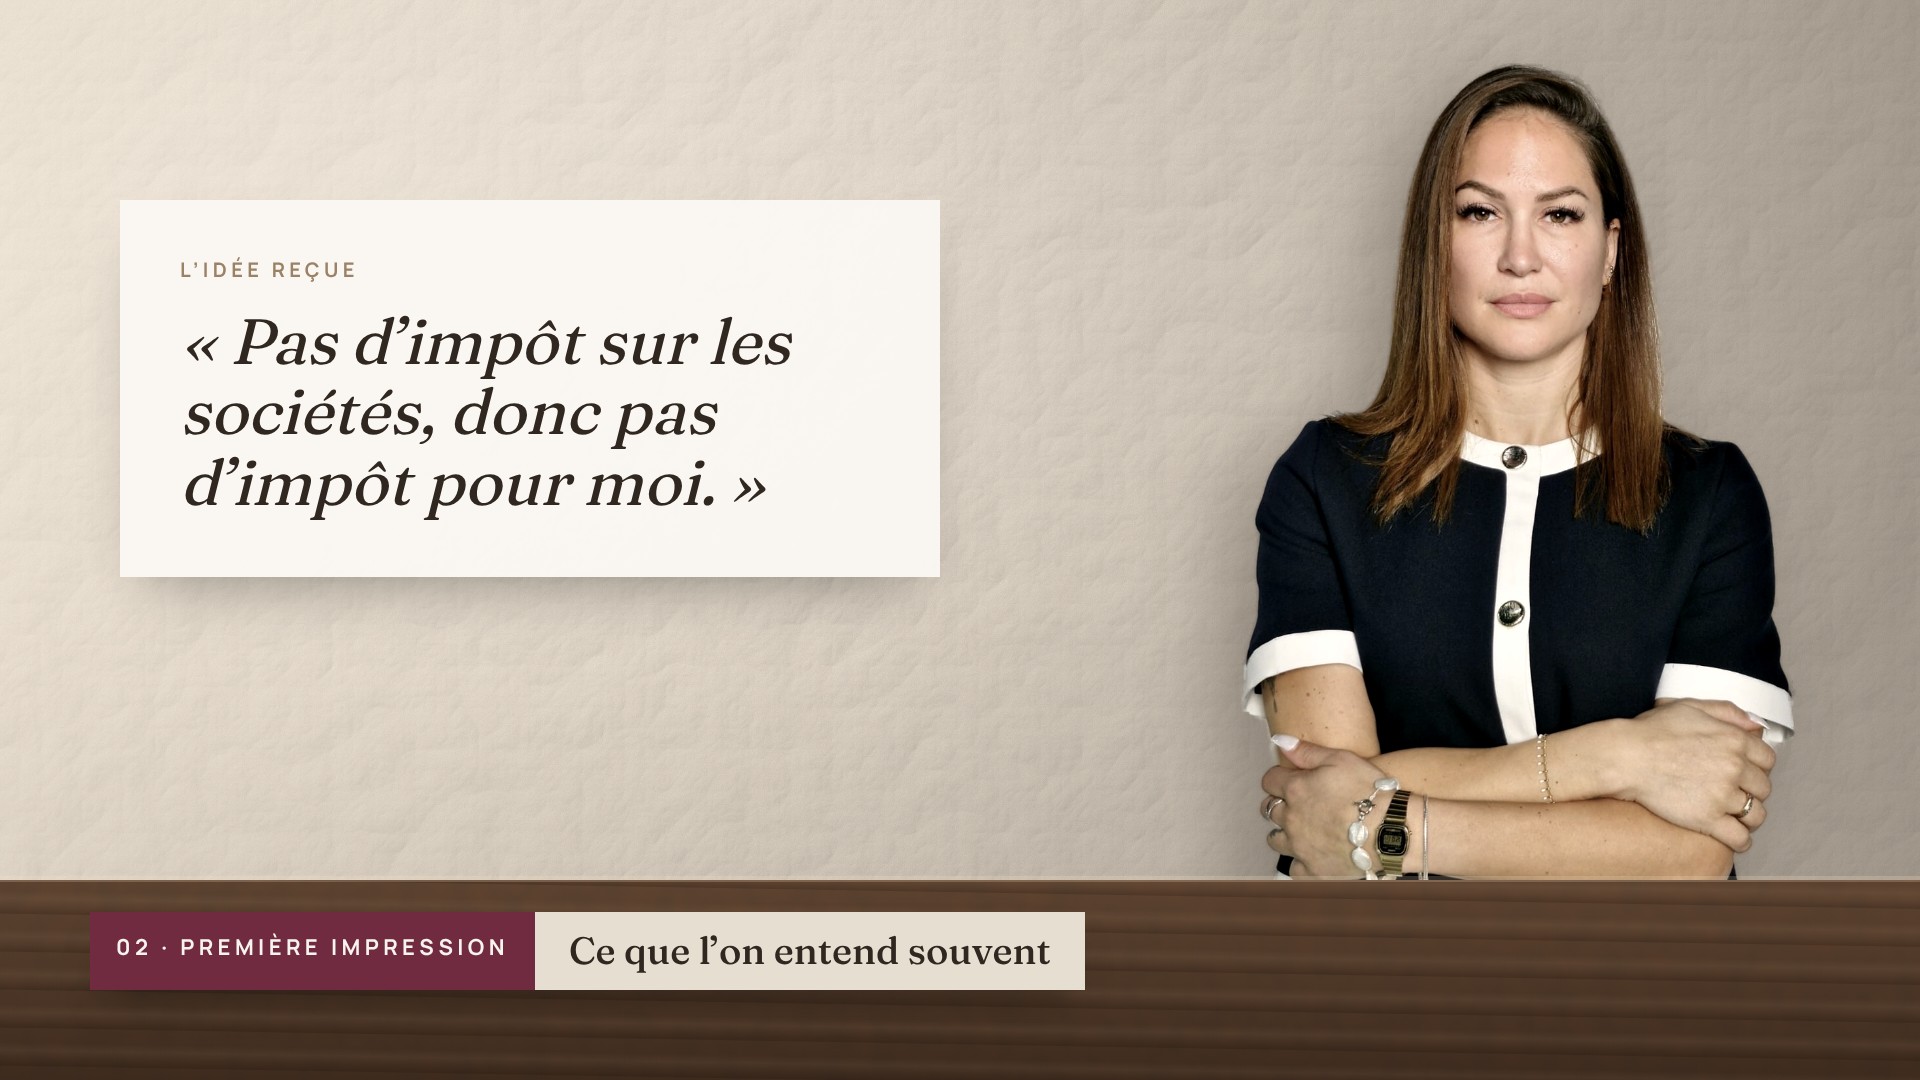 L’IDÉE REÇUE
« Pas d’impôt sur les
sociétés, donc pas
d’impôt pour moi. »
02 · PREMIÈRE IMPRESSION
Ce que l’on entend souvent